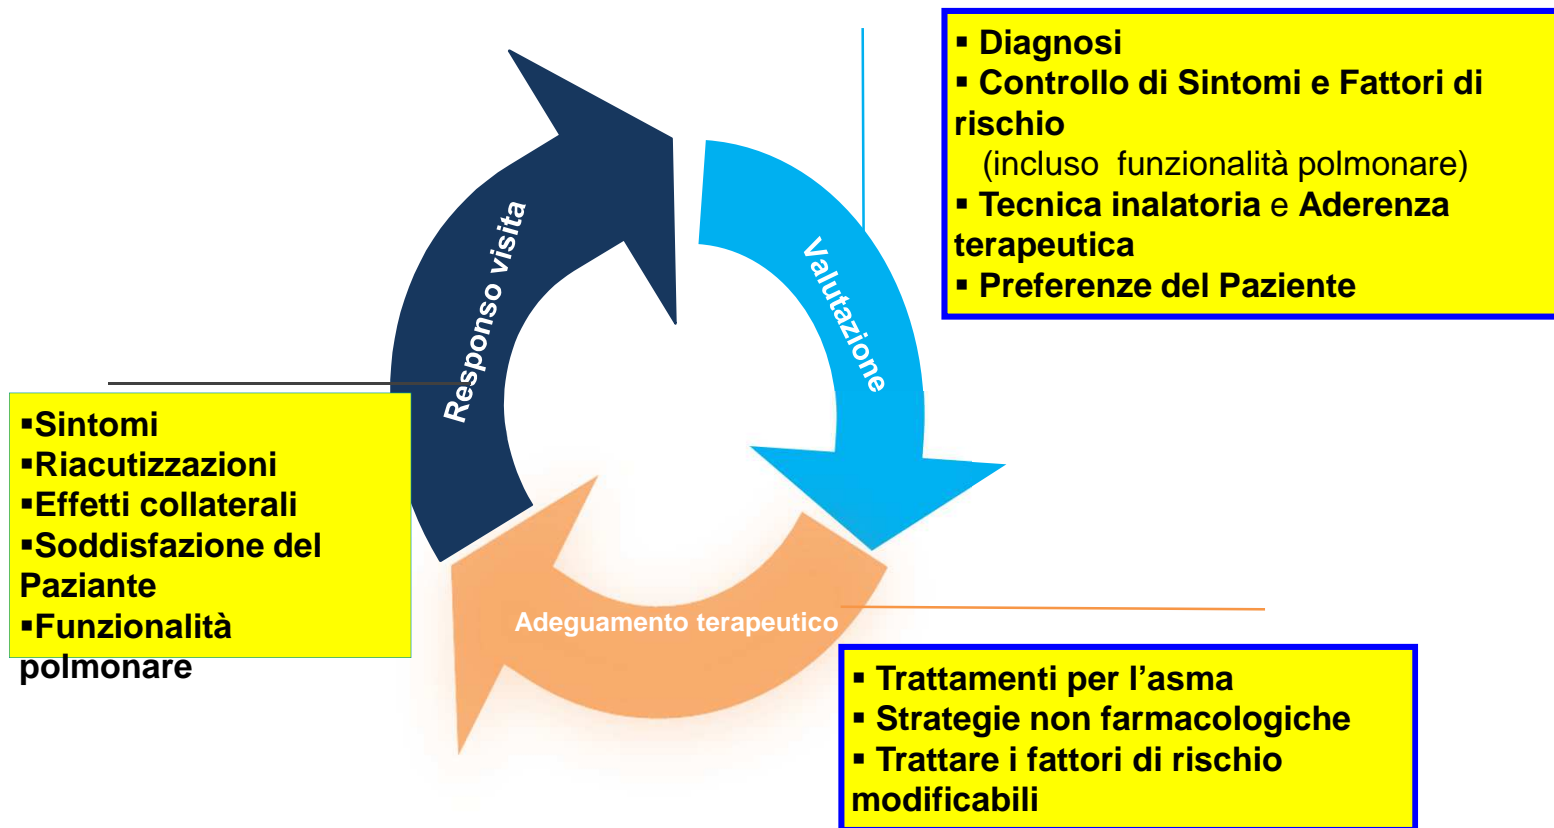 ▪ Diagnosi
▪ Controllo di Sintomi e Fattori di
rischio
(incluso funzionalità polmonare)
▪ Tecnica inalatoria e Aderenza
terapeutica
▪ Preferenze del Paziente
Valutazione
Responso visita
▪Sintomi
▪Riacutizzazioni
▪Effetti collaterali
▪Soddisfazione del
Paziante
▪Funzionalità
polmonare
Adeguamento terapeutico
▪ Trattamenti per l’asma
▪ Strategie non farmacologiche
▪ Trattare i fattori di rischio
modificabili